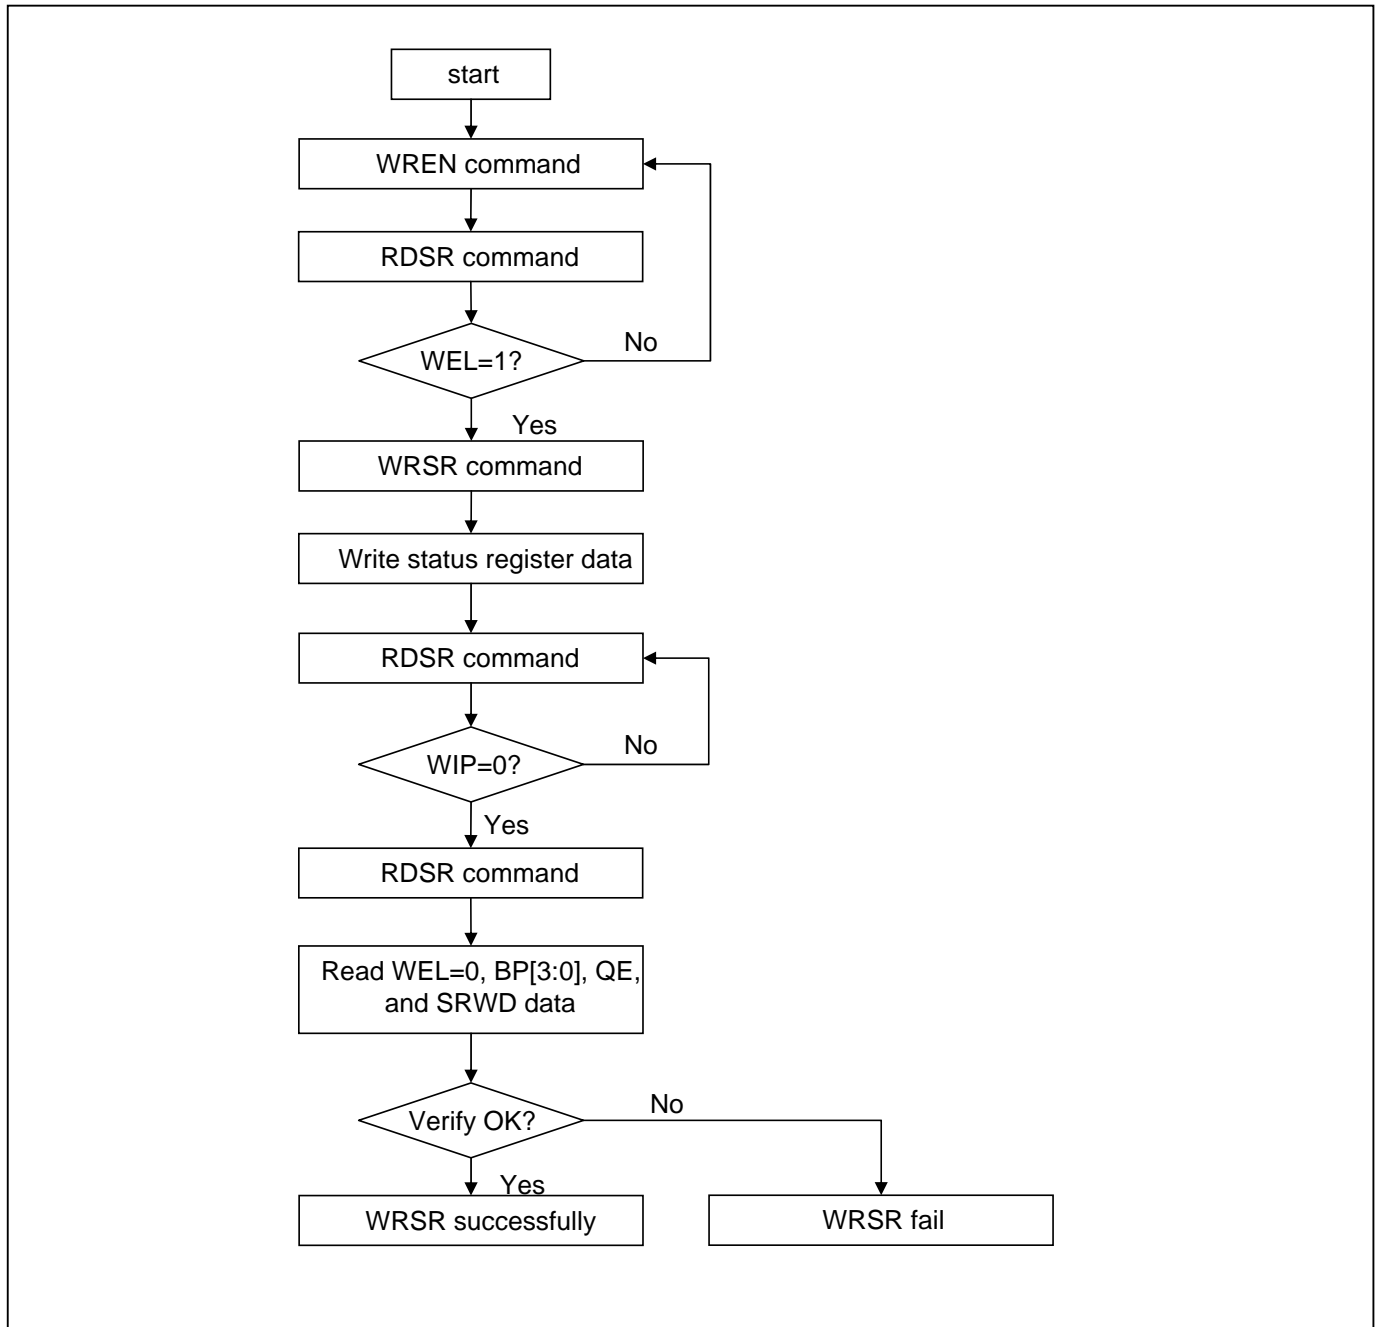 start
WREN command
RDSR command
WEL=1?
No
Yes
WRSR command
Write status register data
RDSR command
WIP=0?
No
Yes
RDSR command
Read WEL=0, BP[3:0], QE,
and SRWD data
Verify OK?
No
Yes
WRSR successfully
WRSR fail